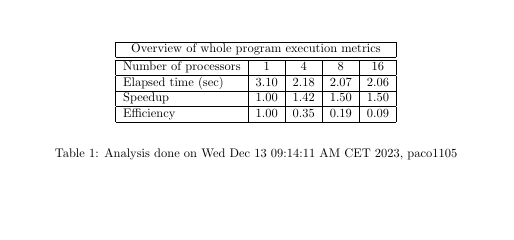 Overview of whole program execution metrics
Number of processors 1 4 8 16
Elapsed time (sec) 3.10 2.18 2.07 2.06
Speedup 1.00 1.42 1.50 1.50
Efficiency 1.00 0.35 0.19 0.09
Table 1: Analysis done on Wed Dec 13 09:14:11 AM CET 2023, paco1105